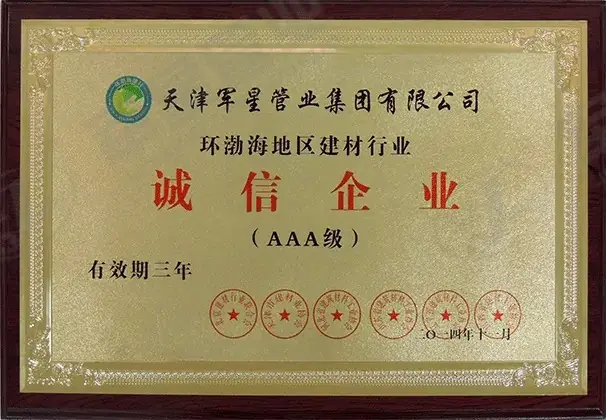 天津军星管业集团有限公司
环渤海地区建材行业
诚信企业
（AAA级）
有效期三年
二〇一四年十一月